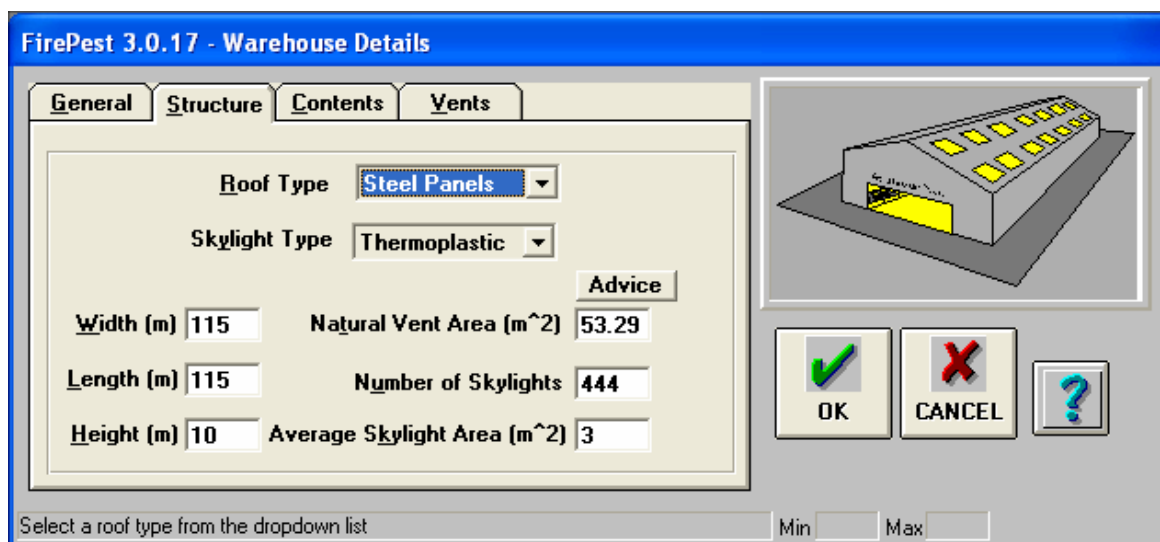 FirePest 3.0.17 - Warehouse Details
General Structure Contents Vents
Roof Type Steel Panels
Skylight Type Thermoplastic
Advice
Width (m) 115 Natural Vent Area (m^2) 53.29
Length (m) 115 Number of Skylights 444
Height (m) 10 Average Skylight Area (m^2) 3
OK CANCEL ?
Select a roof type from the dropdown list Min Max